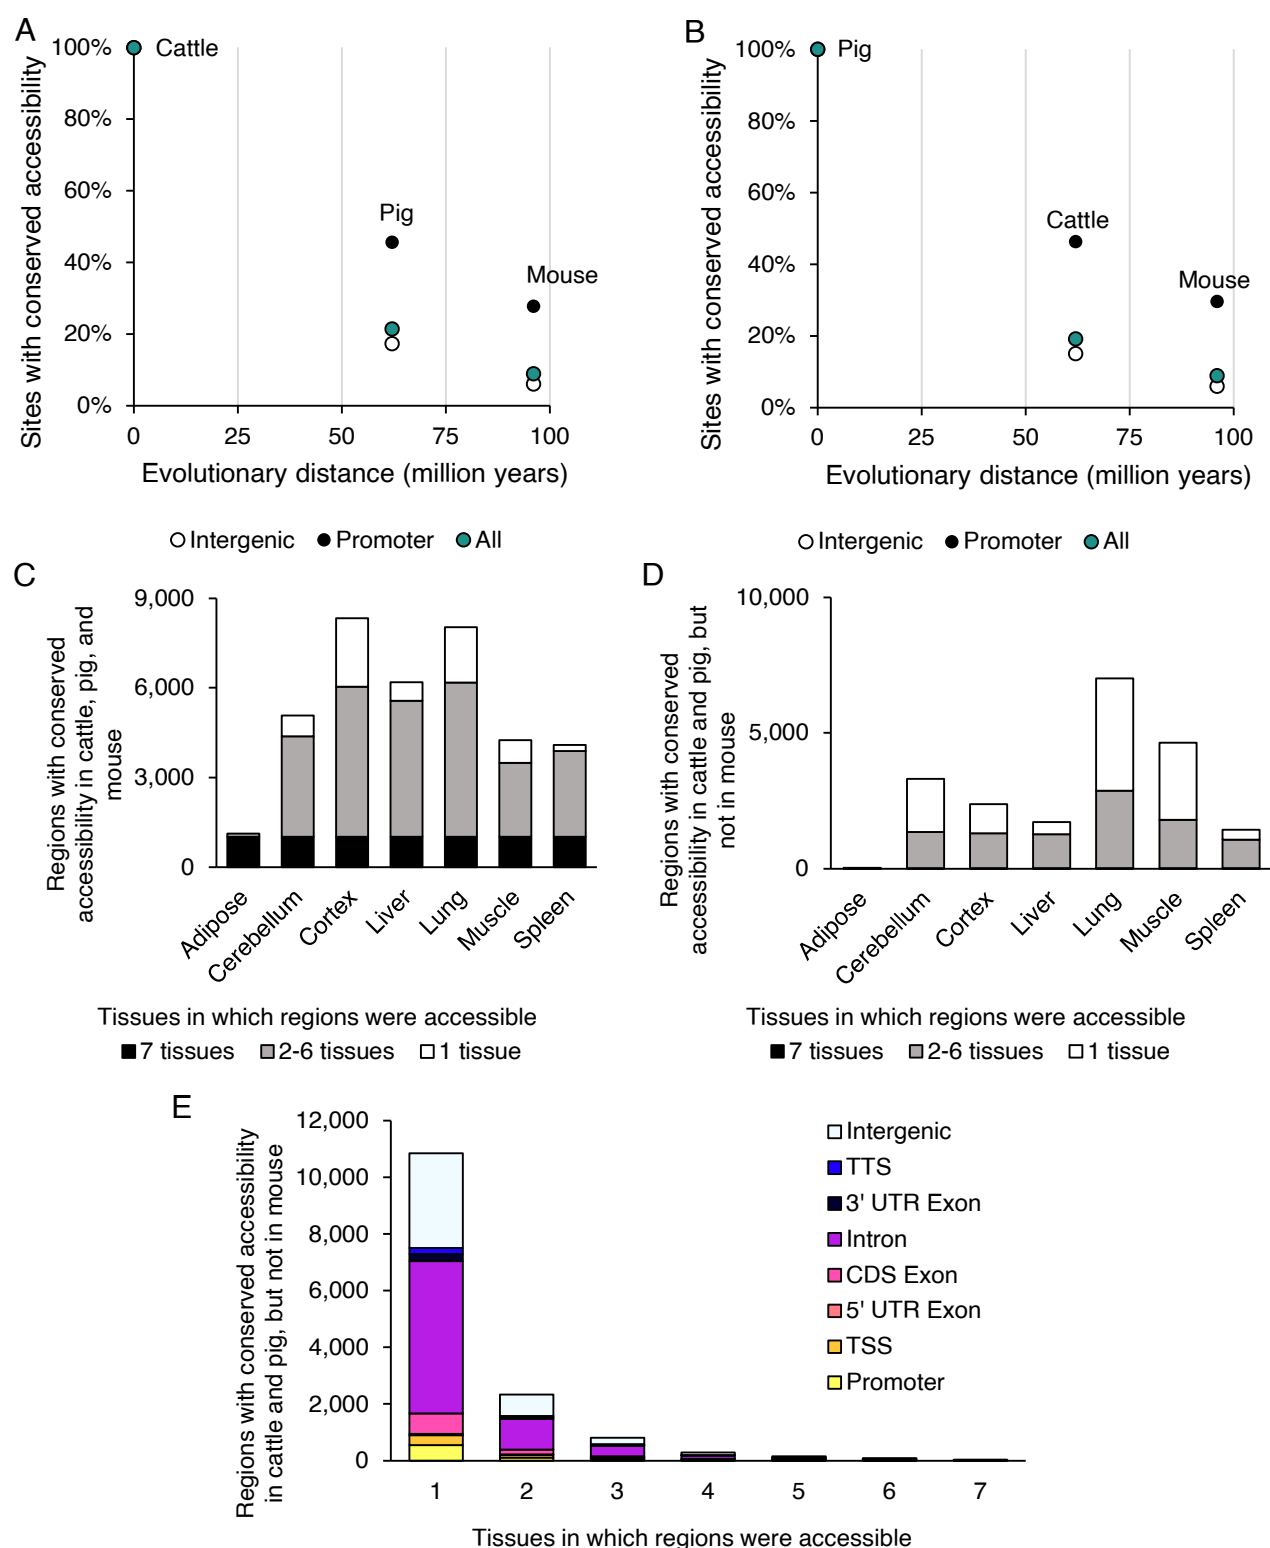 A
100%
80%
60%
40%
20%
0%
Sites with conserved accessibility
Cattle
Pig
Mouse
0 25 50 75 100
Evolutionary distance (million years)
Intergenic Promoter All
B
100%
80%
60%
40%
20%
0%
Sites with conserved accessibility
Pig
Cattle
Mouse
0 25 50 75 100
Evolutionary distance (million years)
Intergenic Promoter All
C
Regions with conserved
accessibility in cattle, pig, and
mouse
9,000
6,000
3,000
0
Adipose
Cerebellum
Cortex
Liver
Lung
Muscle
Spleen
Tissues in which regions were accessible
7 tissues 2-6 tissues 1 tissue
D
Regions with conserved
accessibility in cattle and pig, but
not in mouse
10,000
5,000
0
Adipose
Cerebellum
Cortex
Liver
Lung
Muscle
Spleen
Tissues in which regions were accessible
7 tissues 2-6 tissues 1 tissue
E
Regions with conserved accessibility
in cattle and pig, but not in mouse
12,000
10,000
8,000
6,000
4,000
2,000
0
1 2 3 4 5 6 7
Tissues in which regions were accessible
Intergenic
TTS
3' UTR Exon
Intron
CDS Exon
5' UTR Exon
TSS
Promoter